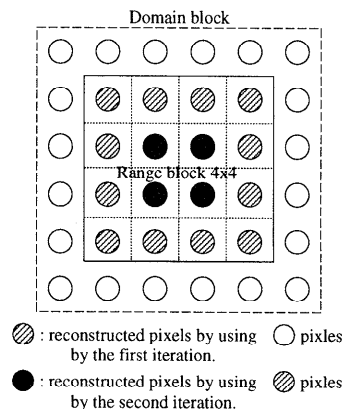 Domain block
Range block 4x4
: reconstructed pixels by using pixles
by the first iteration.
: reconstructed pixels by using pixles
by the second iteration.